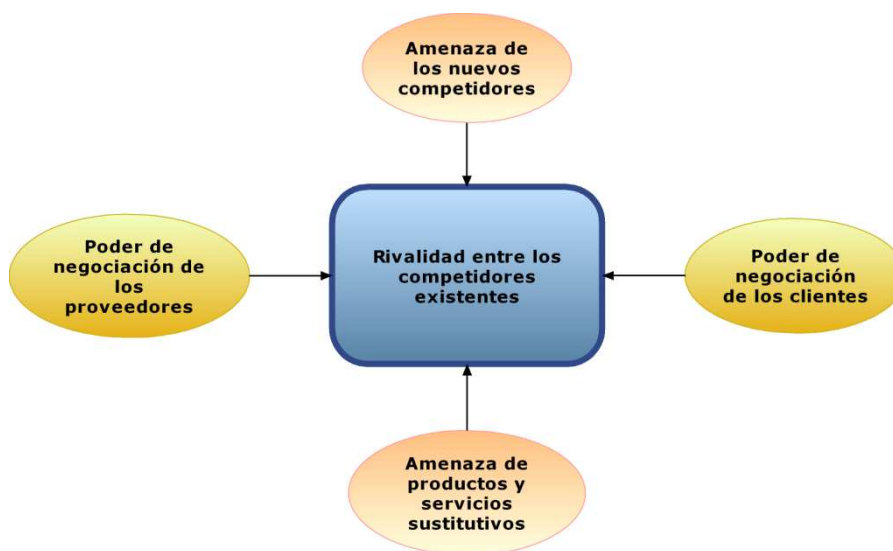 Amenaza de
los nuevos
competidores
Poder de
negociación de
los
proveedores
Rivalidad entre los
competidores
existentes
Poder de
negociación
de los clientes
Amenaza de
productos y
servicios
sustitutivos